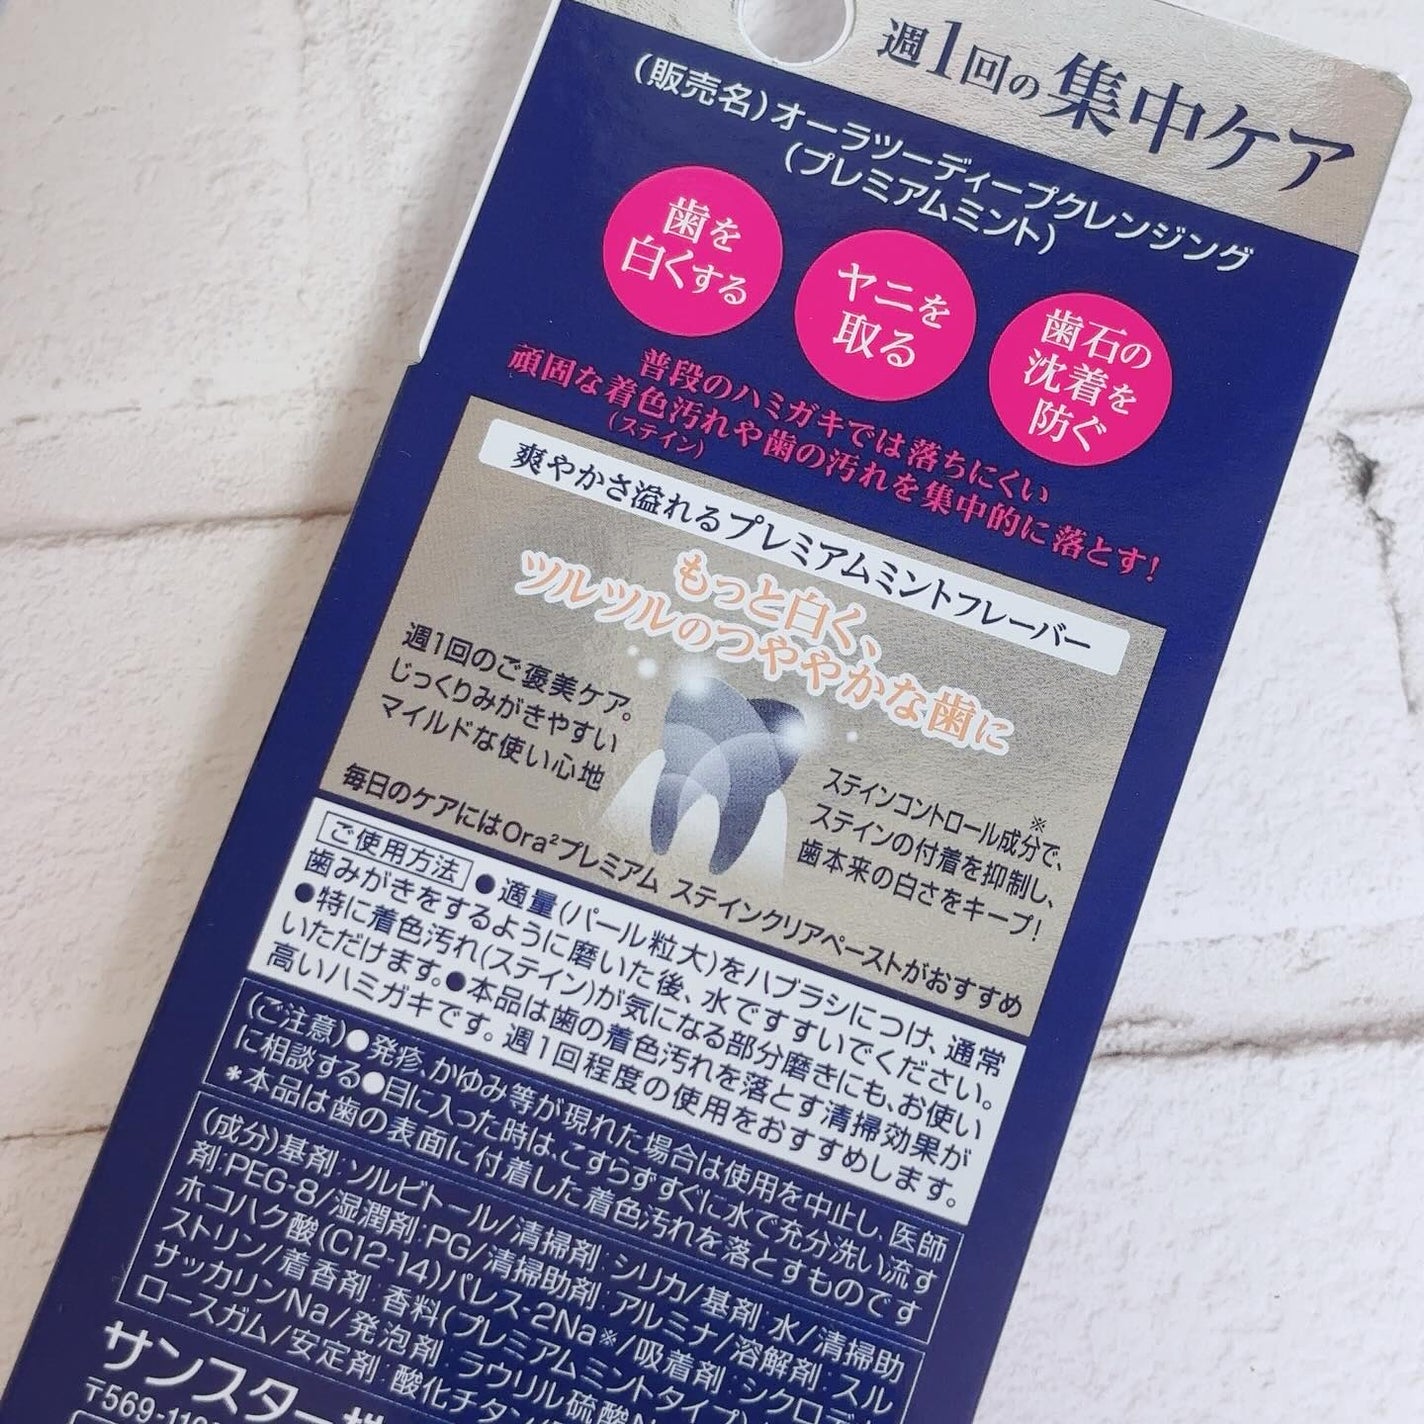 週1回の集中ケア
(販売名)オーラツーディープクレンジング
(プレミアムミント)
歯を
白くする
ヤニを
取る
歯石の
沈着を
防ぐ
普段のハミガキでは落ちにくい
頑固な着色汚れや歯の汚れを集中的に落とす!
(ステイン)
爽やかさ溢れるプレミアムミントフレーバー
もっと白く、
ツルツルのつややかな歯に
週1回のご褒美ケア。
じっくりみがきやすい
マイルドな使い心地
ステインコントロール成分※で、
ステインの付着を抑制し、
歯本来の白さをキープ!
毎日のケアにはOra²プレミアム ステインクリアペーストがおすすめ
ご使用方法 ●適量(パール粒大)をハブラシにつけ、通常
歯みがきをするように磨いた後、水ですすいでください。
●特に着色汚れ(ステイン)が気になる部分磨きにも、お使い
いただけます。●本品は歯の着色汚れを落とす清掃効果が
高いハミガキです。週1回程度の使用をおすすめします。
(ご注意)●発疹、かゆみ等が現れた場合は使用を中止し、医師
に相談する●目に入った時は、こすらずすぐに水で充分洗い流す
*本品は歯の表面に付着した着色汚れを落とすものです
(成分)基剤:ソルビトール/清掃剤:シリカ/基剤:水/清掃助
剤:PEG-8/湿潤剤:PG/清掃助剤:アルミナ/溶解剤:スル
ホコハク酸(C12-14)パレス-2Na※/吸着剤:シクロデキ
ストリン/着香剤:香料(プレミアムミントタイプ)
サッカリンNa/発泡剤:ラウリル硫酸N
ロースガム/安定剤:酸化チタン
サンスター株
〒569-11